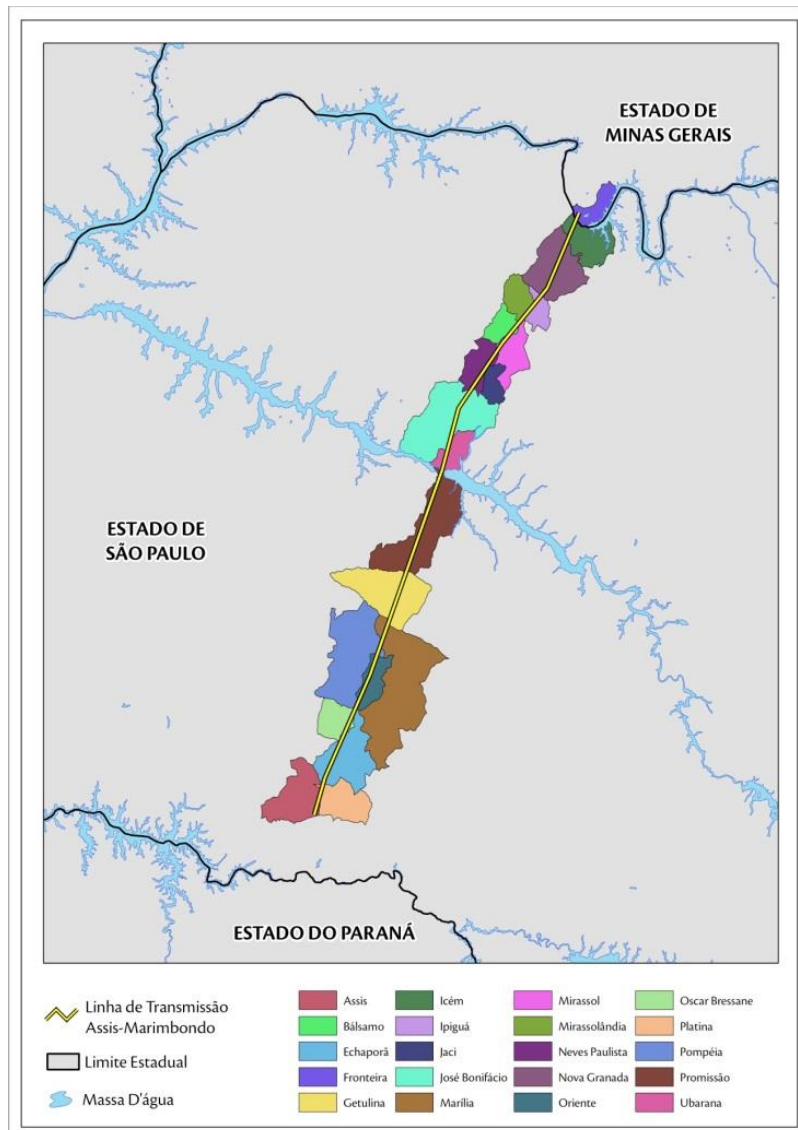 ESTADO DE
MINAS GERAIS
ESTADO DE
SÃO PAULO
ESTADO DO PARANÁ
Linha de Transmissão
Assis-Marimbondo
Limite Estadual
Massa D'água
Assis
Bálsamo
Echaporã
Fronteira
Getulina
Icém
Ipiguá
Jaci
José Bonifácio
Marília
Mirassol
Mirassolândia
Neves Paulista
Nova Granada
Oriente
Oscar Bressane
Platina
Pompéia
Promissão
Ubarana